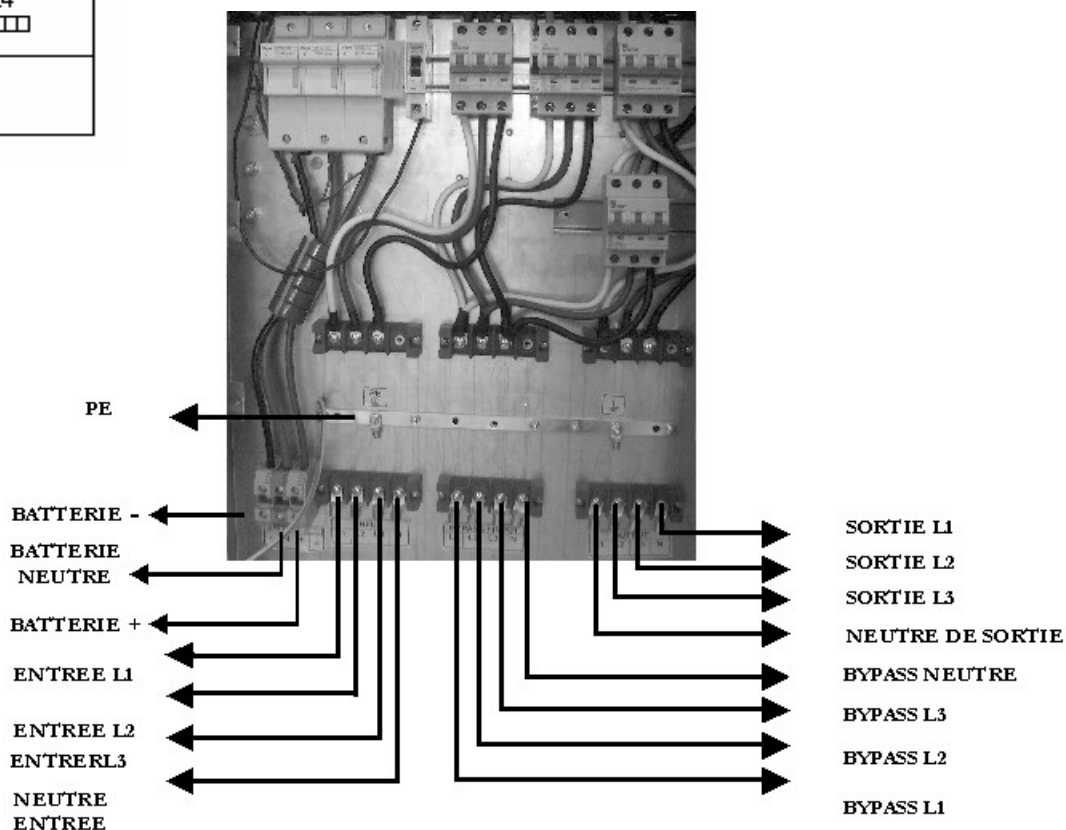 PE
BATTERIE -
BATTERIE
NEUTRE
BATTERIE +
ENTREE L1
ENTREE L2
ENTRERL3
NEUTRE
ENTREE
SORTIE L1
SORTIE L2
SORTIE L3
NEUTRE DE SORTIE
BYPASS NEUTRE
BYPASS L3
BYPASS L2
BYPASS L1